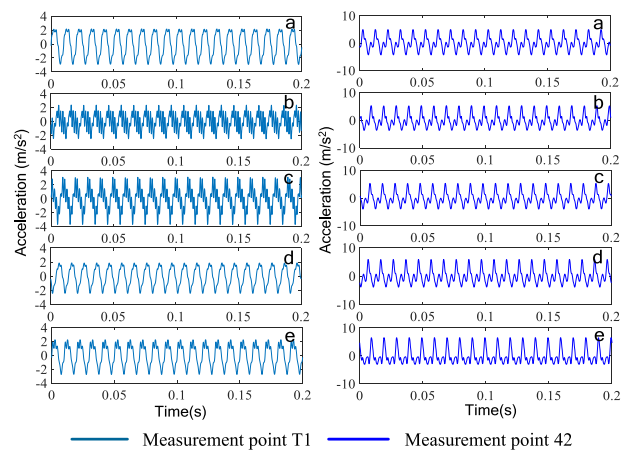 Acceleration (m/s²)
4 2 0 -2 -4 a
0 0.05 0.1 0.15 0.2
4 2 0 -2 -4 b
0 0.05 0.1 0.15 0.2
4 2 0 -2 -4 c
0 0.05 0.1 0.15 0.2
4 2 0 -2 -4 d
0 0.05 0.1 0.15 0.2
4 2 0 -2 -4 e
0 0.05 0.1 0.15 0.2
Time(s)
Acceleration (m/s²)
10 0 -10 a
0 0.05 0.1 0.15 0.2
10 0 -10 b
0 0.05 0.1 0.15 0.2
10 0 -10 c
0 0.05 0.1 0.15 0.2
10 0 -10 d
0 0.05 0.1 0.15 0.2
10 0 -10 e
0 0.05 0.1 0.15 0.2
Time(s)
Measurement point T1
Measurement point 42